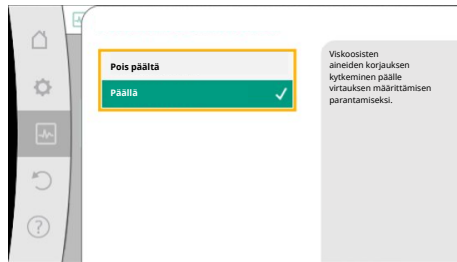 Pois päältä
Päällä
Viskoosisten
aineiden korjauksen
kytkeminen päälle
virtauksen määrittämisen
parantamiseksi.